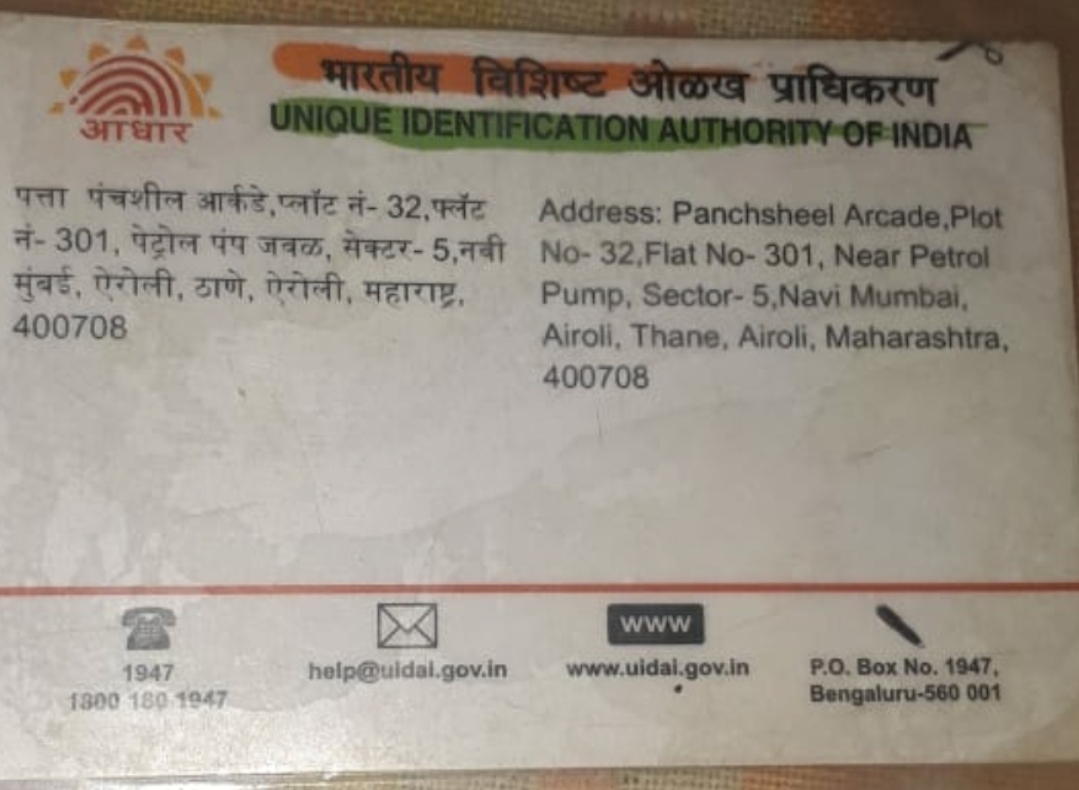 आधार
भारतीय विशिष्ट ओळख प्राधिकरण
UNIQUE IDENTIFICATION AUTHORITY OF INDIA
पत्ता पंचशील आर्कडे,प्लॉट नं- 32,फ्लॅट
नं- 301, पेट्रोल पंप जवळ, सेक्टर- 5,नवी
मुंबई, ऐरोली, ठाणे, ऐरोली, महाराष्ट्र,
400708
Address: Panchsheel Arcade,Plot
No- 32,Flat No- 301, Near Petrol
Pump, Sector- 5,Navi Mumbai,
Airoli, Thane, Airoli, Maharashtra,
400708
1947
1800 180 1947
help@uidai.gov.in
www
www.uidai.gov.in
P.O. Box No. 1947,
Bengaluru-560 001